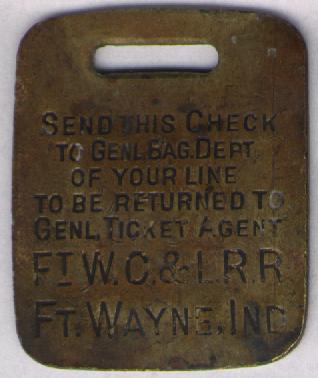 SEND THIS CHECK
TO GENL.BAG.DEPT.
OF YOUR LINE
TO BE RETURNED TO
GENL.TICKET AGENT
FT W.C.& L.R.R
FT.WAYNE,IND